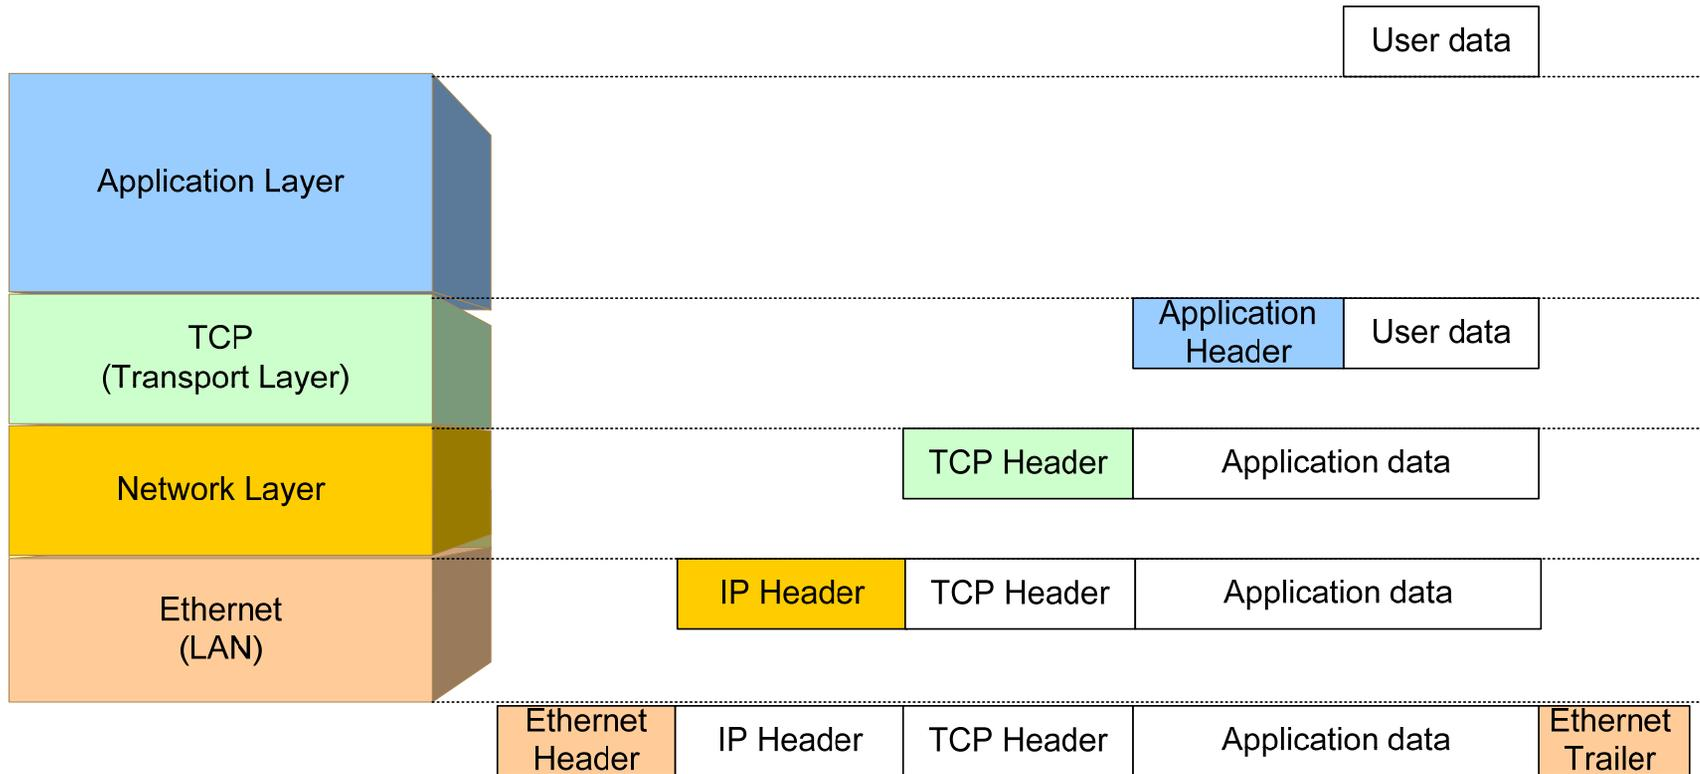 User data
Application Layer
TCP
(Transport Layer)
Application
Header
User data
Network Layer
TCP Header
Application data
Ethernet
(LAN)
IP Header
TCP Header
Application data
Ethernet
Header
IP Header
TCP Header
Application data
Ethernet
Trailer